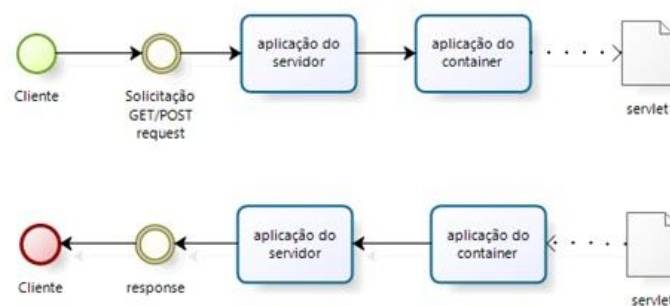 aplicação do
servidor
aplicação do
container
Cliente
Solicitação
GET/POST
request
servlet
aplicação do
servidor
aplicação do
container
Cliente
response
servlet